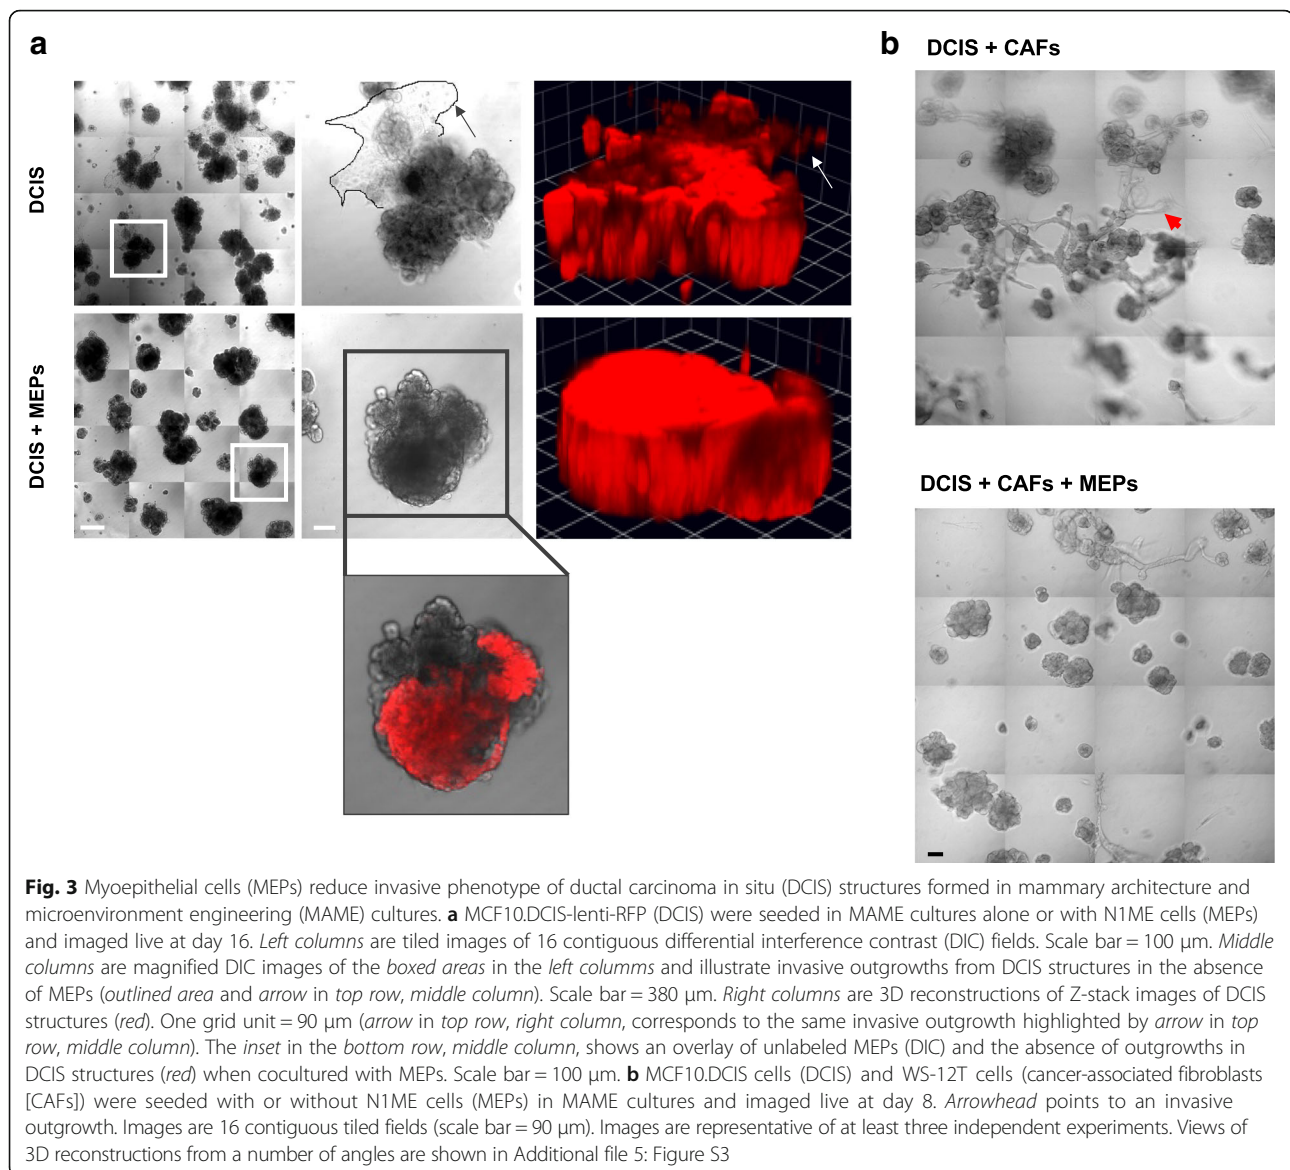 a
b
DCIS + CAFs
DCIS
DCIS + MEPs
DCIS + CAFs + MEPs
Fig. 3 Myoepithelial cells (MEPs) reduce invasive phenotype of ductal carcinoma in situ (DCIS) structures formed in mammary architecture and
microenvironment engineering (MAME) cultures. a MCF10.DCIS-lenti-RFP (DCIS) were seeded in MAME cultures alone or with N1ME cells (MEPs)
and imaged live at day 16. Left columns are tiled images of 16 contiguous differential interference contrast (DIC) fields. Scale bar = 100 μm. Middle
columns are magnified DIC images of the boxed areas in the left columms and illustrate invasive outgrowths from DCIS structures in the absence
of MEPs (outlined area and arrow in top row, middle column). Scale bar = 380 μm. Right columns are 3D reconstructions of Z-stack images of DCIS
structures (red). One grid unit = 90 μm (arrow in top row, right column, corresponds to the same invasive outgrowth highlighted by arrow in top
row, middle column). The inset in the bottom row, middle column, shows an overlay of unlabeled MEPs (DIC) and the absence of outgrowths in
DCIS structures (red) when cocultured with MEPs. Scale bar = 100 μm. b MCF10.DCIS cells (DCIS) and WS-12T cells (cancer-associated fibroblasts
[CAFs]) were seeded with or without N1ME cells (MEPs) in MAME cultures and imaged live at day 8. Arrowhead points to an invasive
outgrowth. Images are 16 contiguous tiled fields (scale bar = 90 μm). Images are representative of at least three independent experiments. Views of
3D reconstructions from a number of angles are shown in Additional file 5: Figure S3